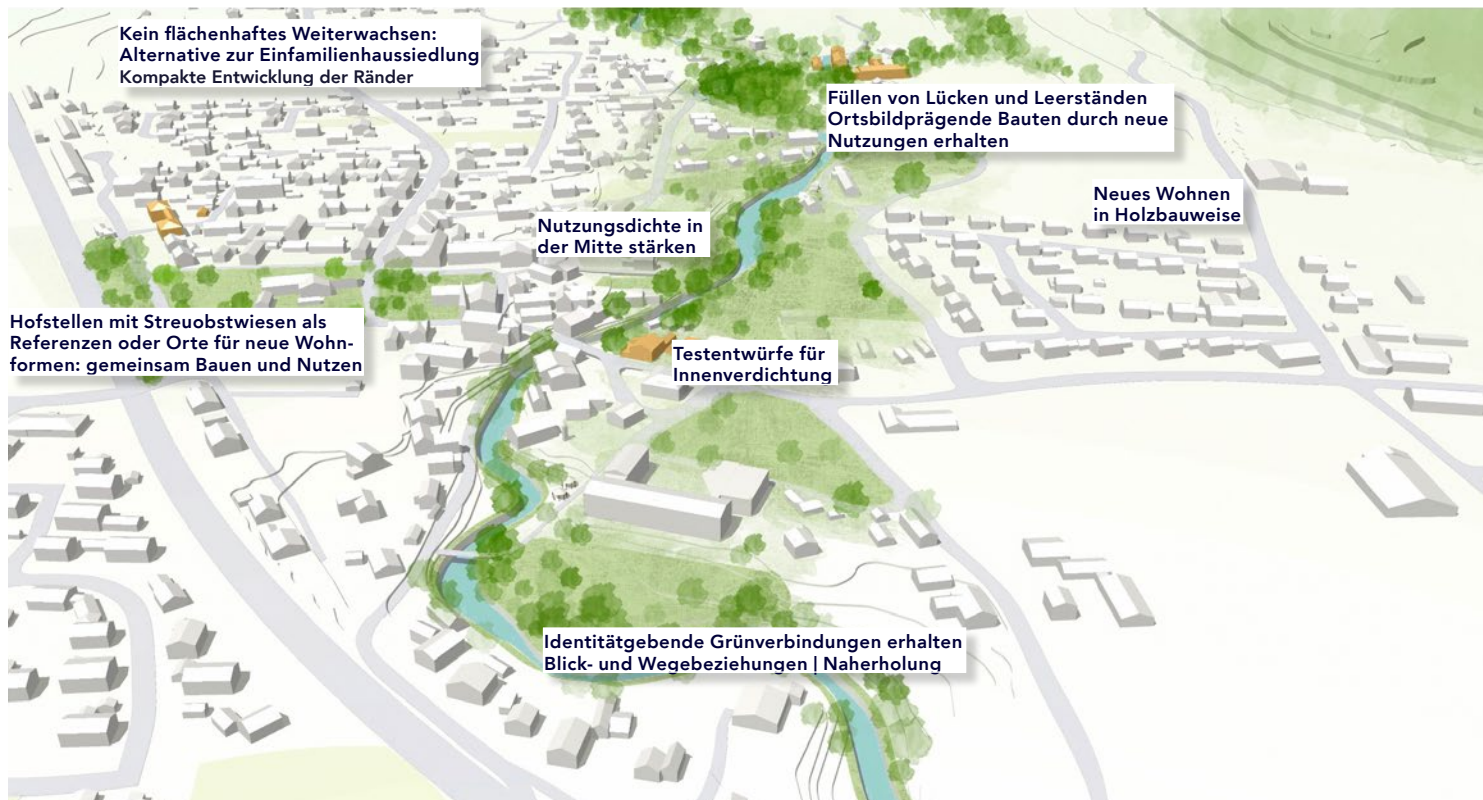 Kein flächenhaftes Weiterwachsen:
Alternative zur Einfamilienhaussiedlung
Kompakte Entwicklung der Ränder
Füllen von Lücken und Leerständen
Ortsbildprägende Bauten durch neue
Nutzungen erhalten
Neues Wohnen
in Holzbauweise
Nutzungsdichte in
der Mitte stärken
Hofstellen mit Streuobstwiesen als
Referenzen oder Orte für neue Wohn-
formen: gemeinsam Bauen und Nutzen
Testentwürfe für
Innenverdichtung
Identitätgebende Grünverbindungen erhalten
Blick- und Wegebeziehungen | Naherholung